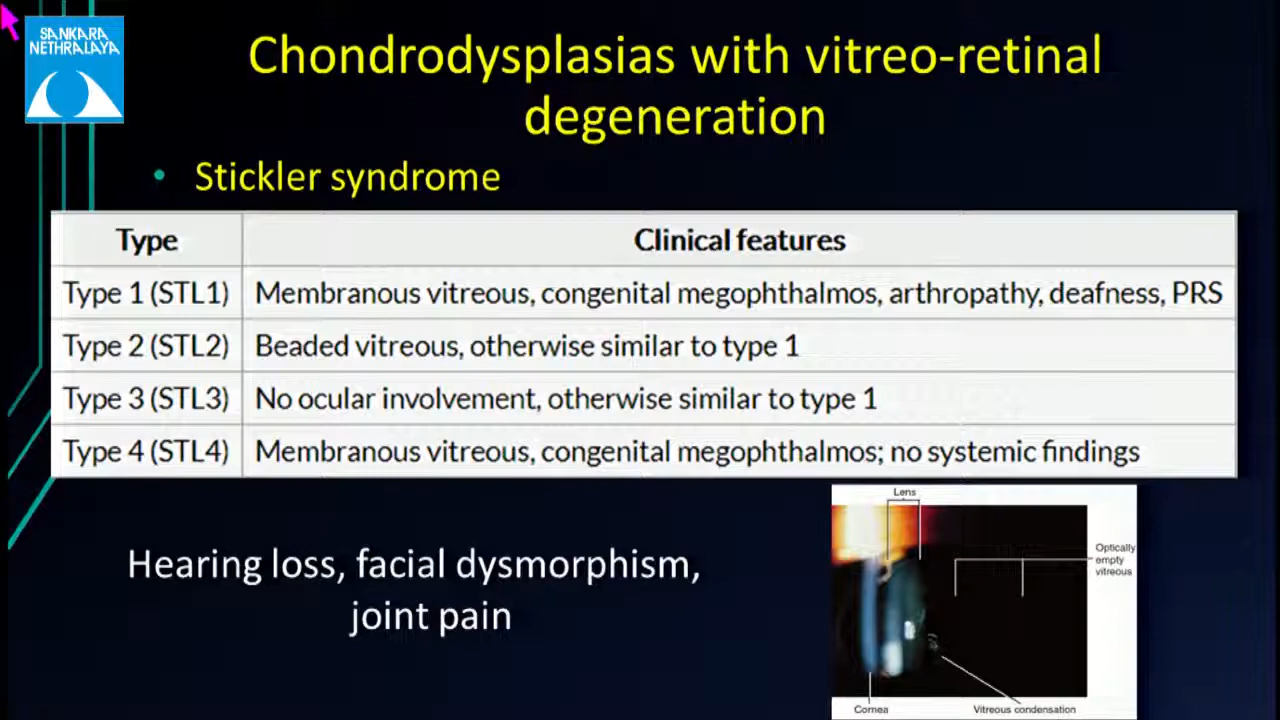 SANKARA
NETHRALAYA
Chondrodysplasias with vitreo-retinal
degeneration
• Stickler syndrome
Type Clinical features
Type 1 (STL1) Membranous vitreous, congenital megophthalmos, arthropathy, deafness, PRS
Type 2 (STL2) Beaded vitreous, otherwise similar to type 1
Type 3 (STL3) No ocular involvement, otherwise similar to type 1
Type 4 (STL4) Membranous vitreous, congenital megophthalmos; no systemic findings
Hearing loss, facial dysmorphism,
joint pain
Lens
Optically
empty
vitreous
Cornea
Vitreous condensation